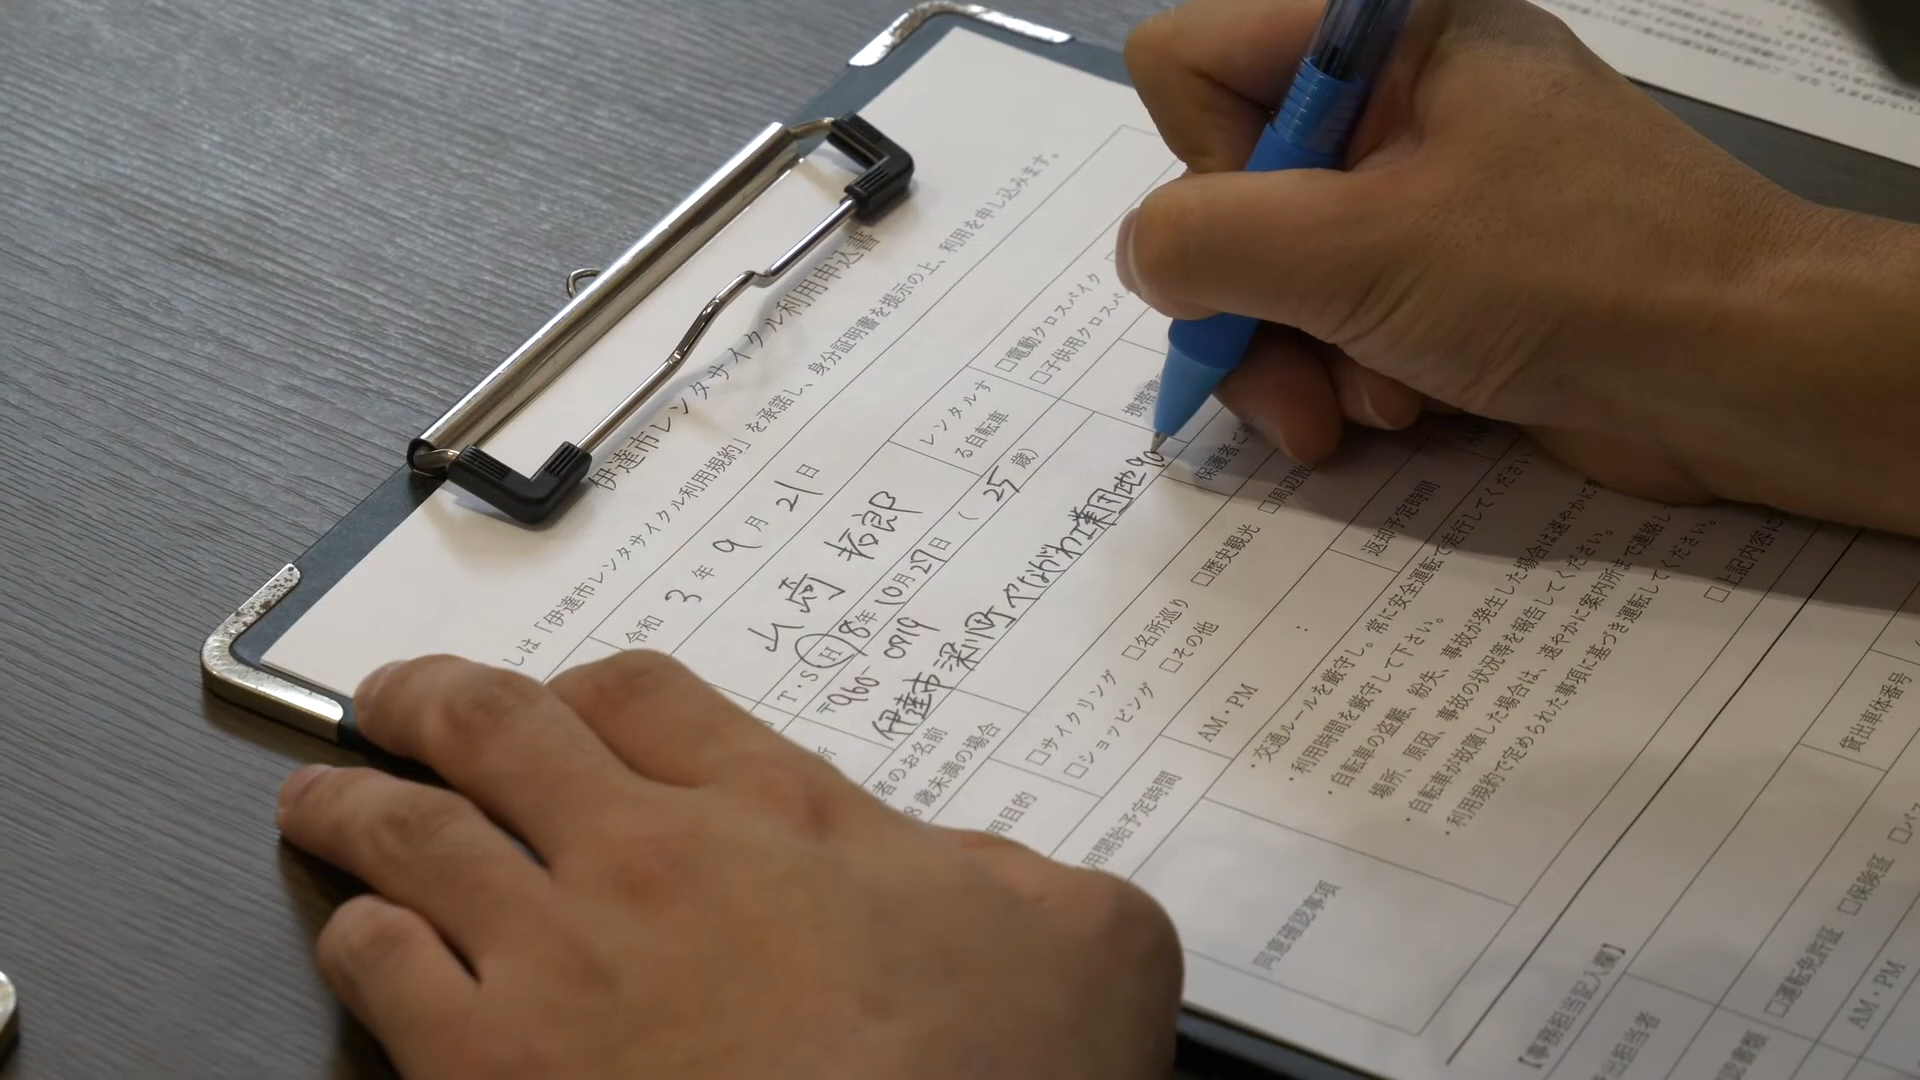 伊達市レンタサイクル利用申込書
しは「伊達市レンタサイクル利用規約」を承諾し、身分証明書を提示の上、利用を申し込みます。
令和 3 年 9 月 21 日
レンタルす
る自転車
□電動クロスバイク
□子供用クロスバ
山崎 拓郎
T・S・H 8年 10月 27日 ( 25 歳)
〒960 0719
伊達市梁川町やながわ工業団地90
所
携帯
者のお名前
8歳未満の場合
保護者ご
用目的
□サイクリング
□名所巡り
□歴史観光
□周辺散
□ショッピング
□その他
用開始予定時間
AM・PM
:
返却予定時間
AM
同意確認事項
・交通ルールを厳守し。常に安全運転で走行してください。
・利用時間を厳守して下さい。
・自転車の盗難、紛失、事故が発生した場合は速やかに
場所、原因、事故の状況等を報告してください。
・自転車が故障した場合は、速やかに案内所まで連絡し
・利用規約で定められた事項に基づき運転してください。
□上記内容に
【事務担当記入欄】
出担当者
貸出車体番号
認書類
□運転免許証
□保険証
□パス
AM・PM